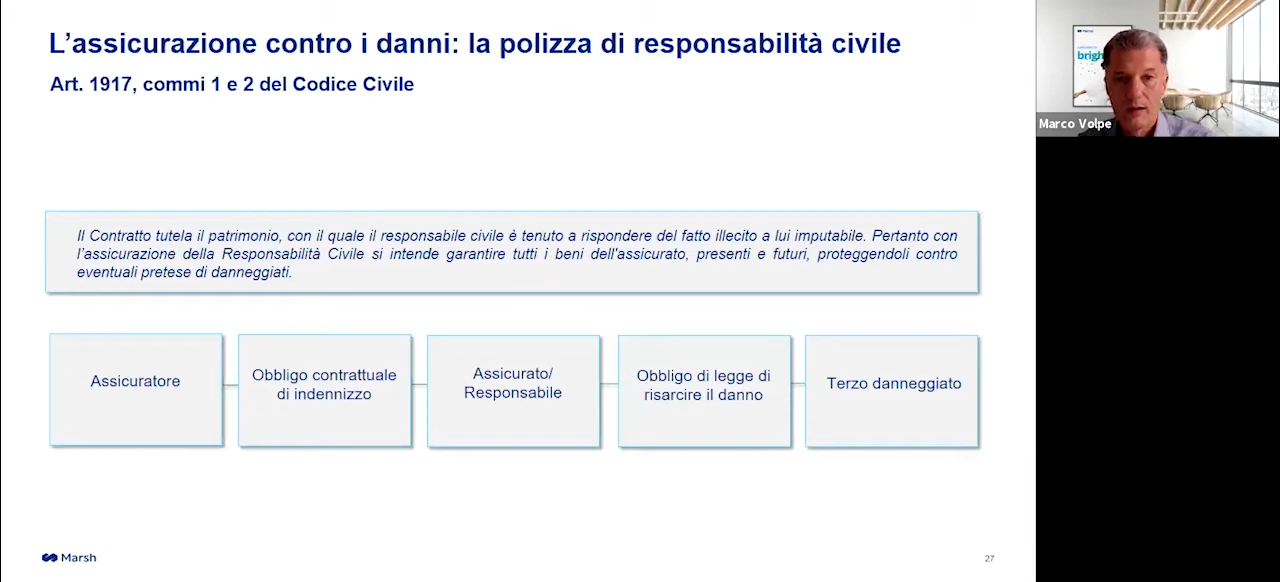 L’assicurazione contro i danni: la polizza di responsabilità civile
Art. 1917, commi 1 e 2 del Codice Civile
Il Contratto tutela il patrimonio, con il quale il responsabile civile è tenuto a rispondere del fatto illecito a lui imputabile. Pertanto con
l’assicurazione della Responsabilità Civile si intende garantire tutti i beni dell'assicurato, presenti e futuri, proteggendoli contro
eventuali pretese di danneggiati.
Assicuratore
Obbligo contrattuale
di indennizzo
Assicurato/
Responsabile
Obbligo di legge di
risarcire il danno
Terzo danneggiato
Marsh
27
Marsh
brigh
Marco Volpe